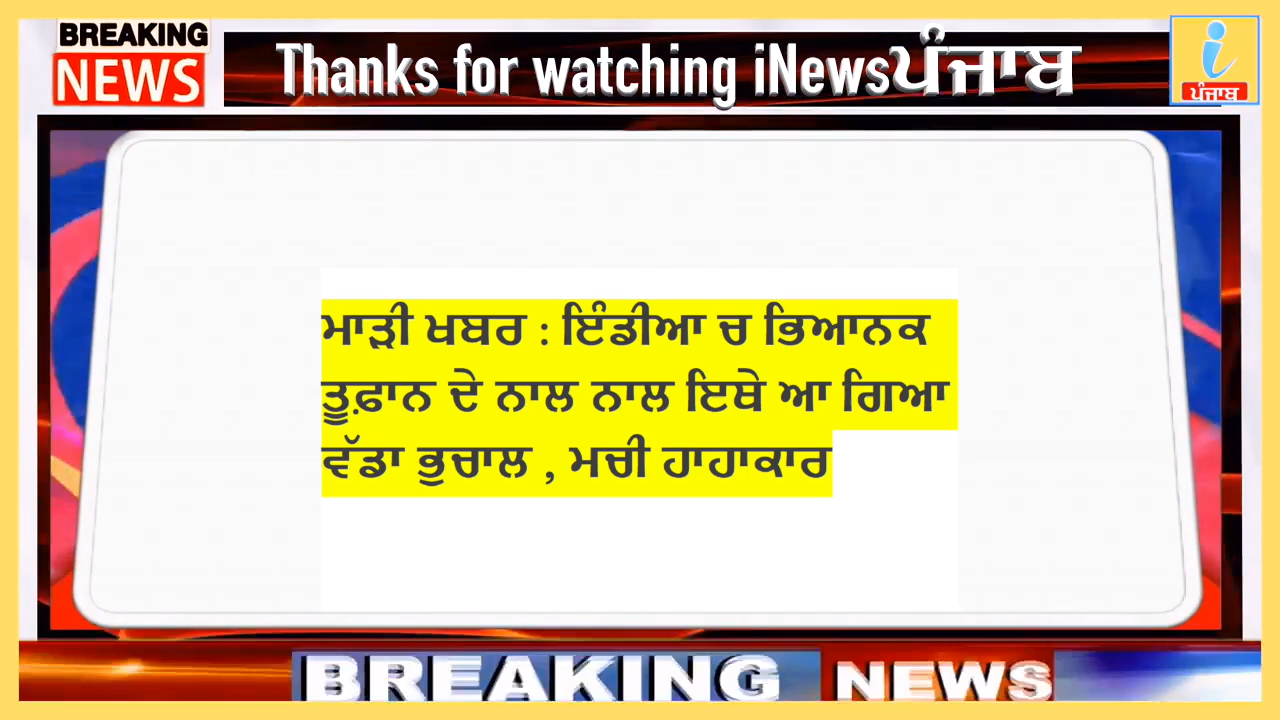 BREAKING
NEWS
Thanks for watching iNewsਪੰਜਾਬ
i
ਪੰਜਾਬ
ਮਾੜੀ ਖਬਰ : ਇੰਡੀਆ ਚ ਭਿਆਨਕ
ਤੂਫ਼ਾਨ ਦੇ ਨਾਲ ਨਾਲ ਇਥੇ ਆ ਗਿਆ
ਵੱਡਾ ਭੁਚਾਲ , ਮਚੀ ਹਾਹਾਕਾਰ
BREAKING NEWS